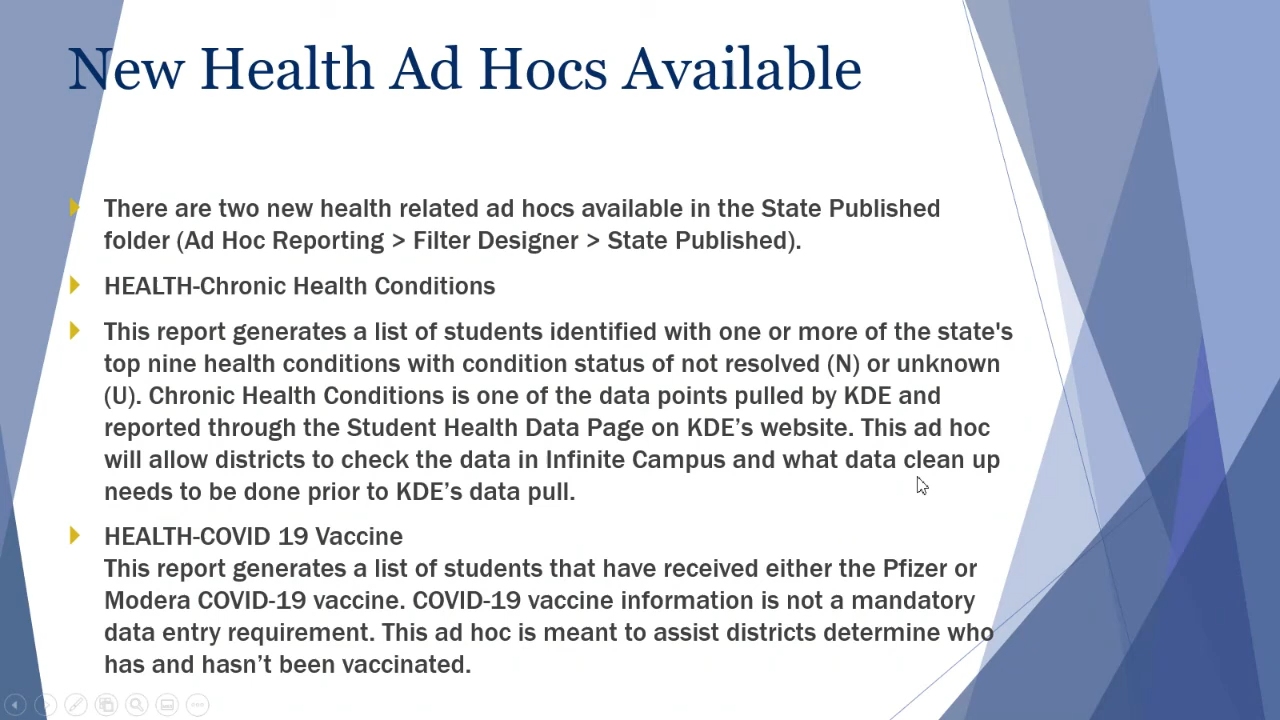 New Health Ad Hocs Available
There are two new health related ad hocs available in the State Published
folder (Ad Hoc Reporting > Filter Designer > State Published).
HEALTH-Chronic Health Conditions
This report generates a list of students identified with one or more of the state's
top nine health conditions with condition status of not resolved (N) or unknown
(U). Chronic Health Conditions is one of the data points pulled by KDE and
reported through the Student Health Data Page on KDE’s website. This ad hoc
will allow districts to check the data in Infinite Campus and what data clean up
needs to be done prior to KDE’s data pull.
HEALTH-COVID 19 Vaccine
This report generates a list of students that have received either the Pfizer or
Modera COVID-19 vaccine. COVID-19 vaccine information is not a mandatory
data entry requirement. This ad hoc is meant to assist districts determine who
has and hasn’t been vaccinated.